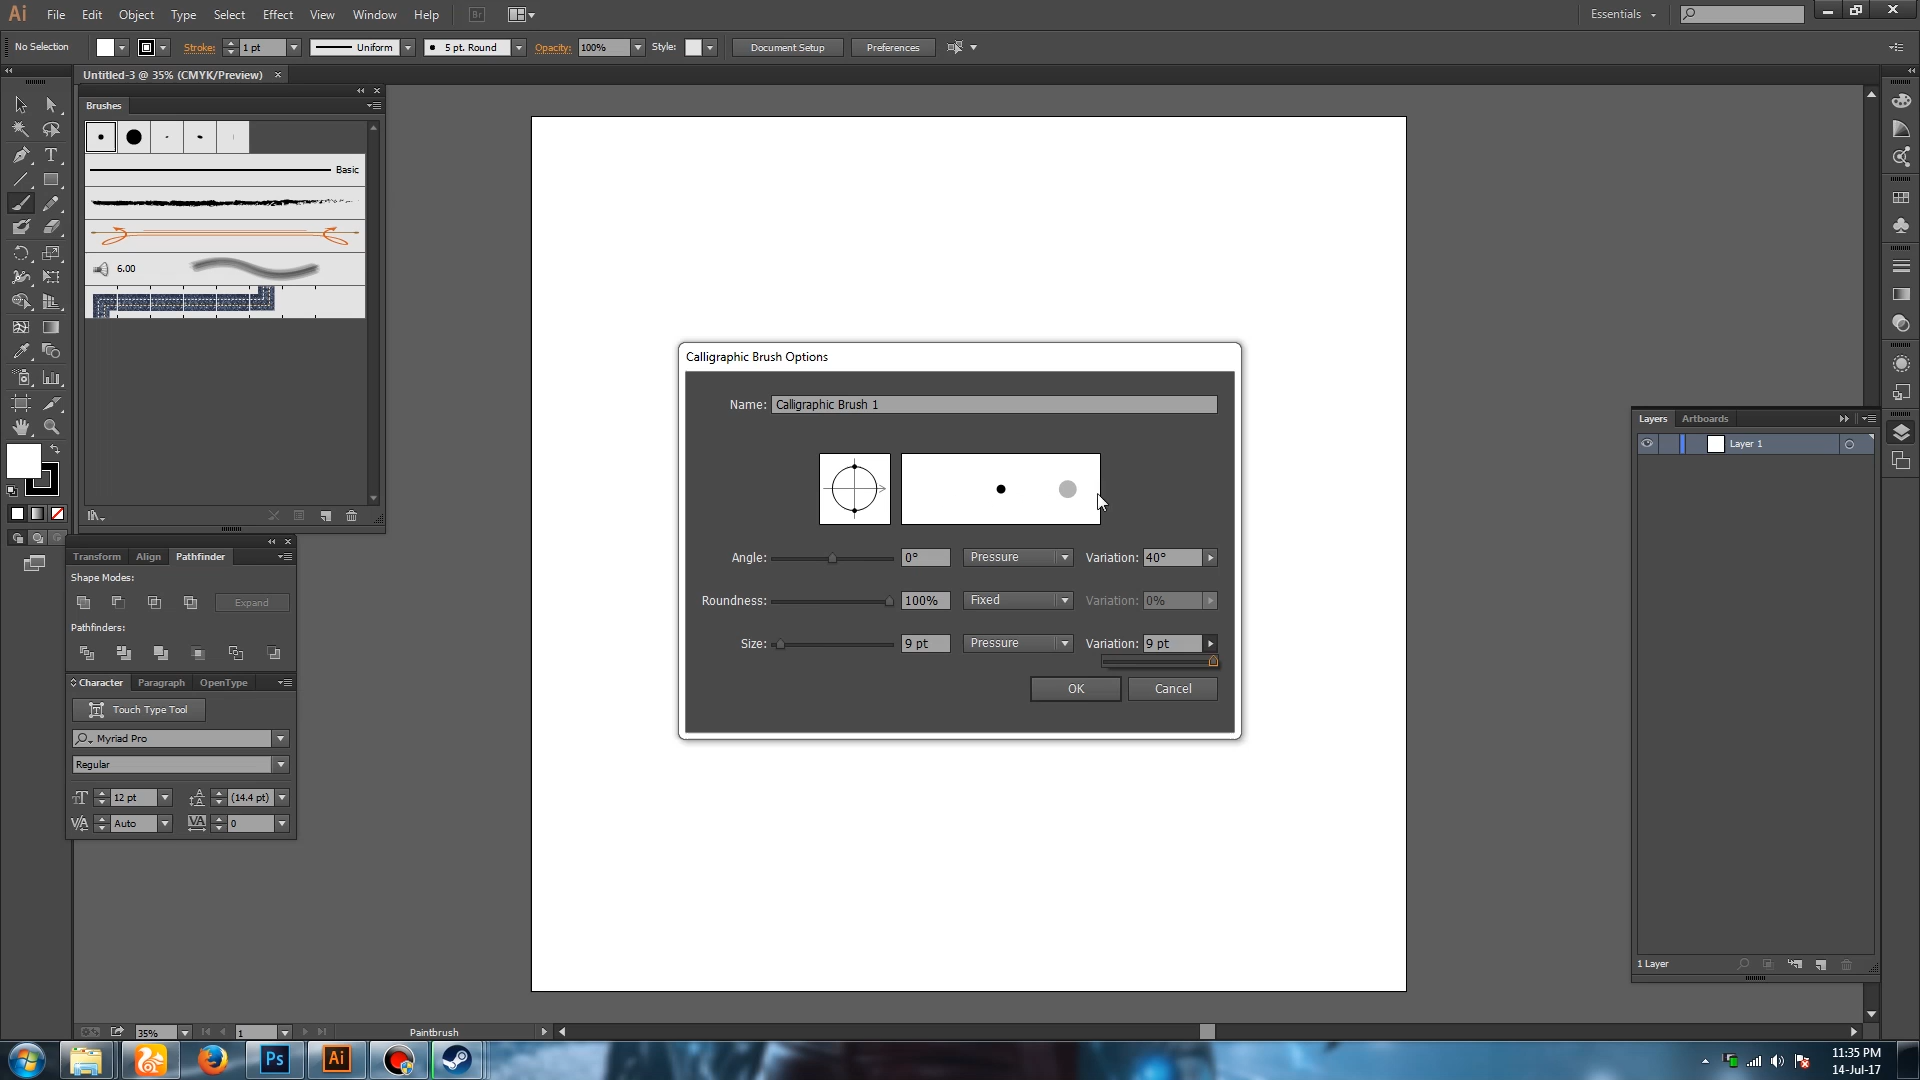 Ai File Edit Object Type Select Effect View Window Help Br Essentials
No Selection Stroke: 1 pt Uniform 5 pt. Round Opacity: 100% Style: Document Setup Preferences
Untitled-3 @ 35% (CMYK/Preview)
Brushes
Basic
6.00
Calligraphic Brush Options
Name: Calligraphic Brush 1
Angle: 0° Pressure Variation: 40°
Roundness: 100% Fixed Variation: 0%
Size: 9 pt Pressure Variation: 9 pt
OK Cancel
Transform Align Pathfinder
Shape Modes:
Expand
Pathfinders:
Character Paragraph OpenType
Touch Type Tool
Myriad Pro
Regular
12 pt (14.4 pt)
Auto 0
Layers Artboards
Layer 1
1 Layer
35% 1 Paintbrush
Ps Ai
11:35 PM
14-Jul-17